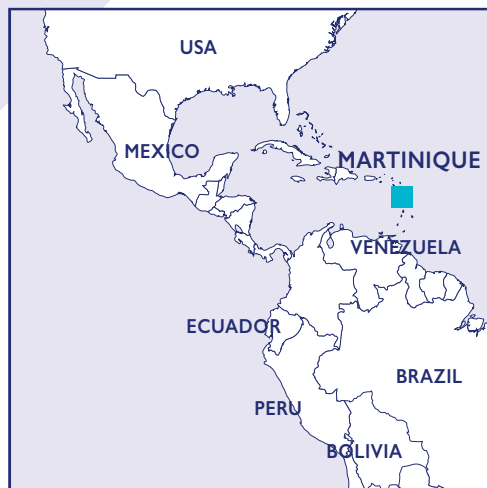 USA
MEXICO
MARTINIQUE
VENEZUELA
ECUADOR
BRAZIL
PERU
BOLIVIA